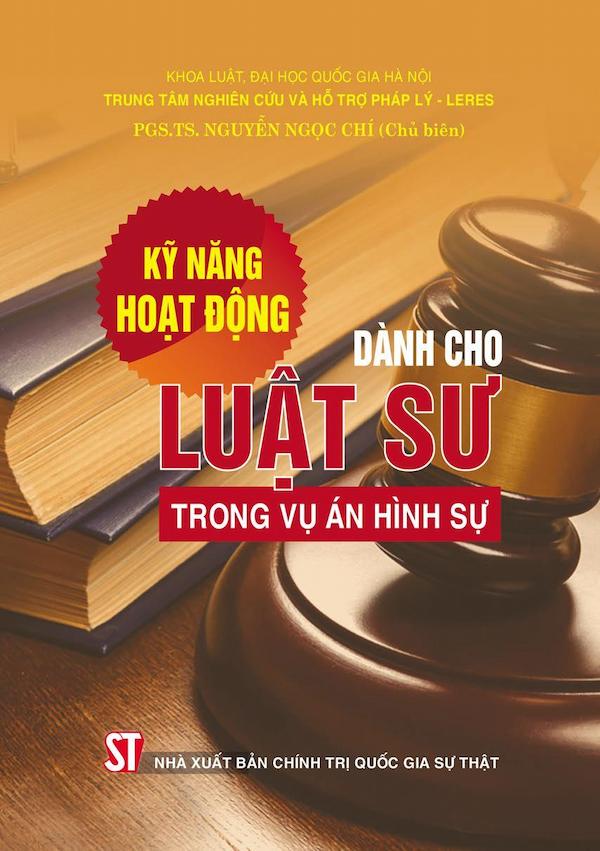 KHOA LUẬT, ĐẠI HỌC QUỐC GIA HÀ NỘI
TRUNG TÂM NGHIÊN CỨU VÀ HỖ TRỢ PHÁP LÝ - LERES
PGS.TS. NGUYỄN NGỌC CHÍ (Chủ biên)
KỸ NĂNG
HOẠT ĐỘNG
DÀNH CHO
LUẬT SƯ
TRONG VỤ ÁN HÌNH SỰ
ST NHÀ XUẤT BẢN CHÍNH TRỊ QUỐC GIA SỰ THẬT